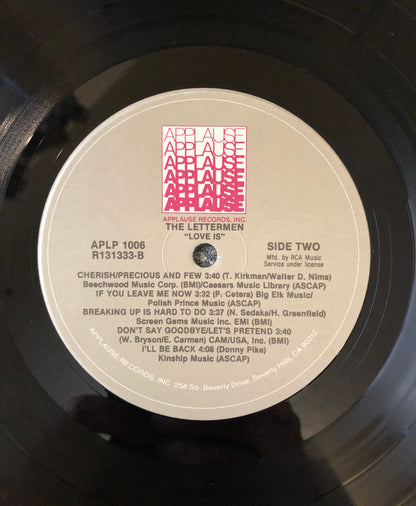 APPLAUSE
APPLAUSE
APPLAUSE
APPLAUSE
APPLAUSE
APPLAUSE
APPLAUSE RECORDS, INC.
THE LETTERMEN
"LOVE IS"
APLP 1006
R131333-B
SIDE TWO
Mfd. by RCA Music
Service under license
CHERISH/PRECIOUS AND FEW 3:40 (T. Kirkman/Walter D. Nims)
Beechwood Music Corp. (BMI)/Caesars Music Library (ASCAP)
IF YOU LEAVE ME NOW 3:32 (P. Cetera) Big Elk Music/
Polish Prince Music (ASCAP)
BREAKING UP IS HARD TO DO 3:37 (N. Sedaka/H. Greenfield)
Screen Gems Music Inc. EMI (BMI)
DON'T SAY GOODBYE/LET'S PRETEND 3:40
(W. Bryson/E. Carmen) CAM/USA, Inc. (BMI)
I'LL BE BACK 4:08 (Donny Pike)
Kinship Music (ASCAP)
APPLAUSE RECORDS, INC. 258 So. Beverly Drive, Beverly Hills, CA 90212